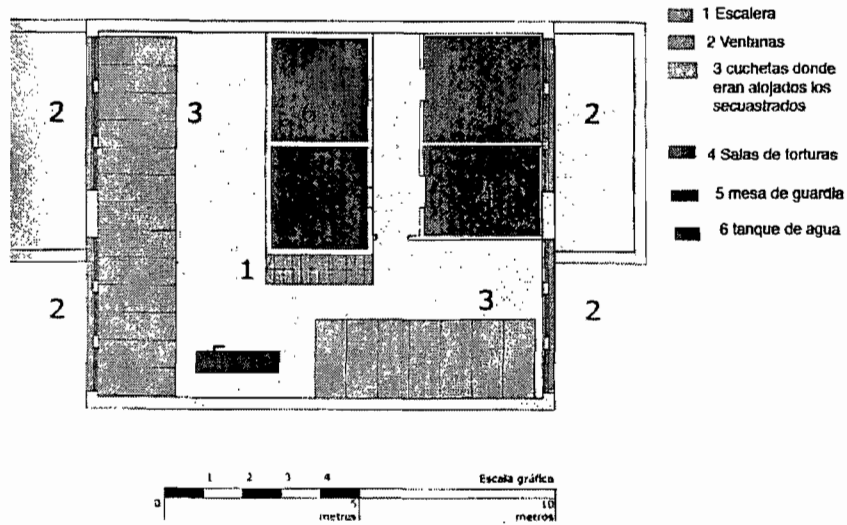 1 Escalera
2 Ventanas
3 cuchetas donde
eran alojados los
secuastrados
4 Salas de torturas
5 mesa de guardia
6 tanque de agua
2
3
6
2
1
3
2
2
1 2 3 4 Escala gráfica
0 5 10
metros metros